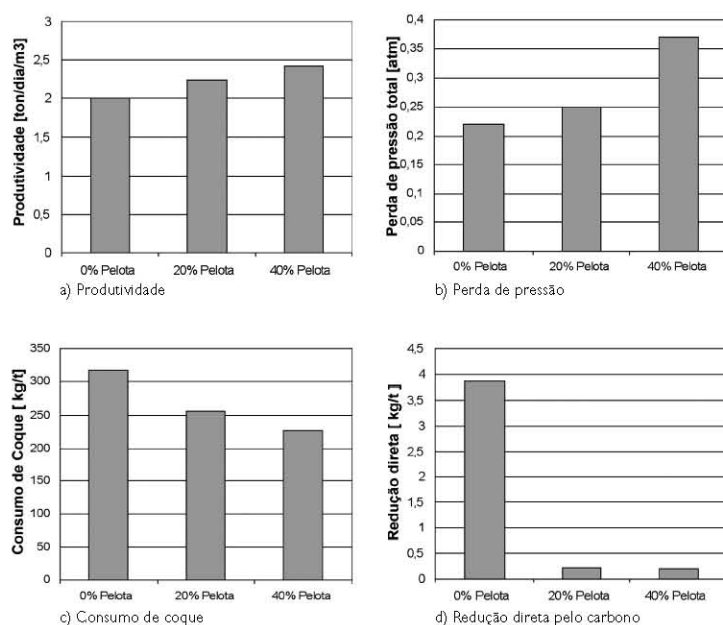 Produtividade [ton/dia/m3]
3
2,5
2
1,5
1
0,5
0
0% Pelota 20% Pelota 40% Pelota
a) Produtividade
Perda de pressão total [atm]
0,4
0,35
0,3
0,25
0,2
0,15
0,1
0,05
0
0% Pelota 20% Pelota 40% Pelota
b) Perda de pressão
Consumo de Coque [ kg/t]
350
300
250
200
150
100
50
0
0% Pelota 20% Pelota 40% Pelota
c) Consumo de coque
Redução direta [ kg/t ]
4,5
4
3,5
3
2,5
2
1,5
1
0,5
0
0% Pelota 20% Pelota 40% Pelota
d) Redução direta pelo carbono